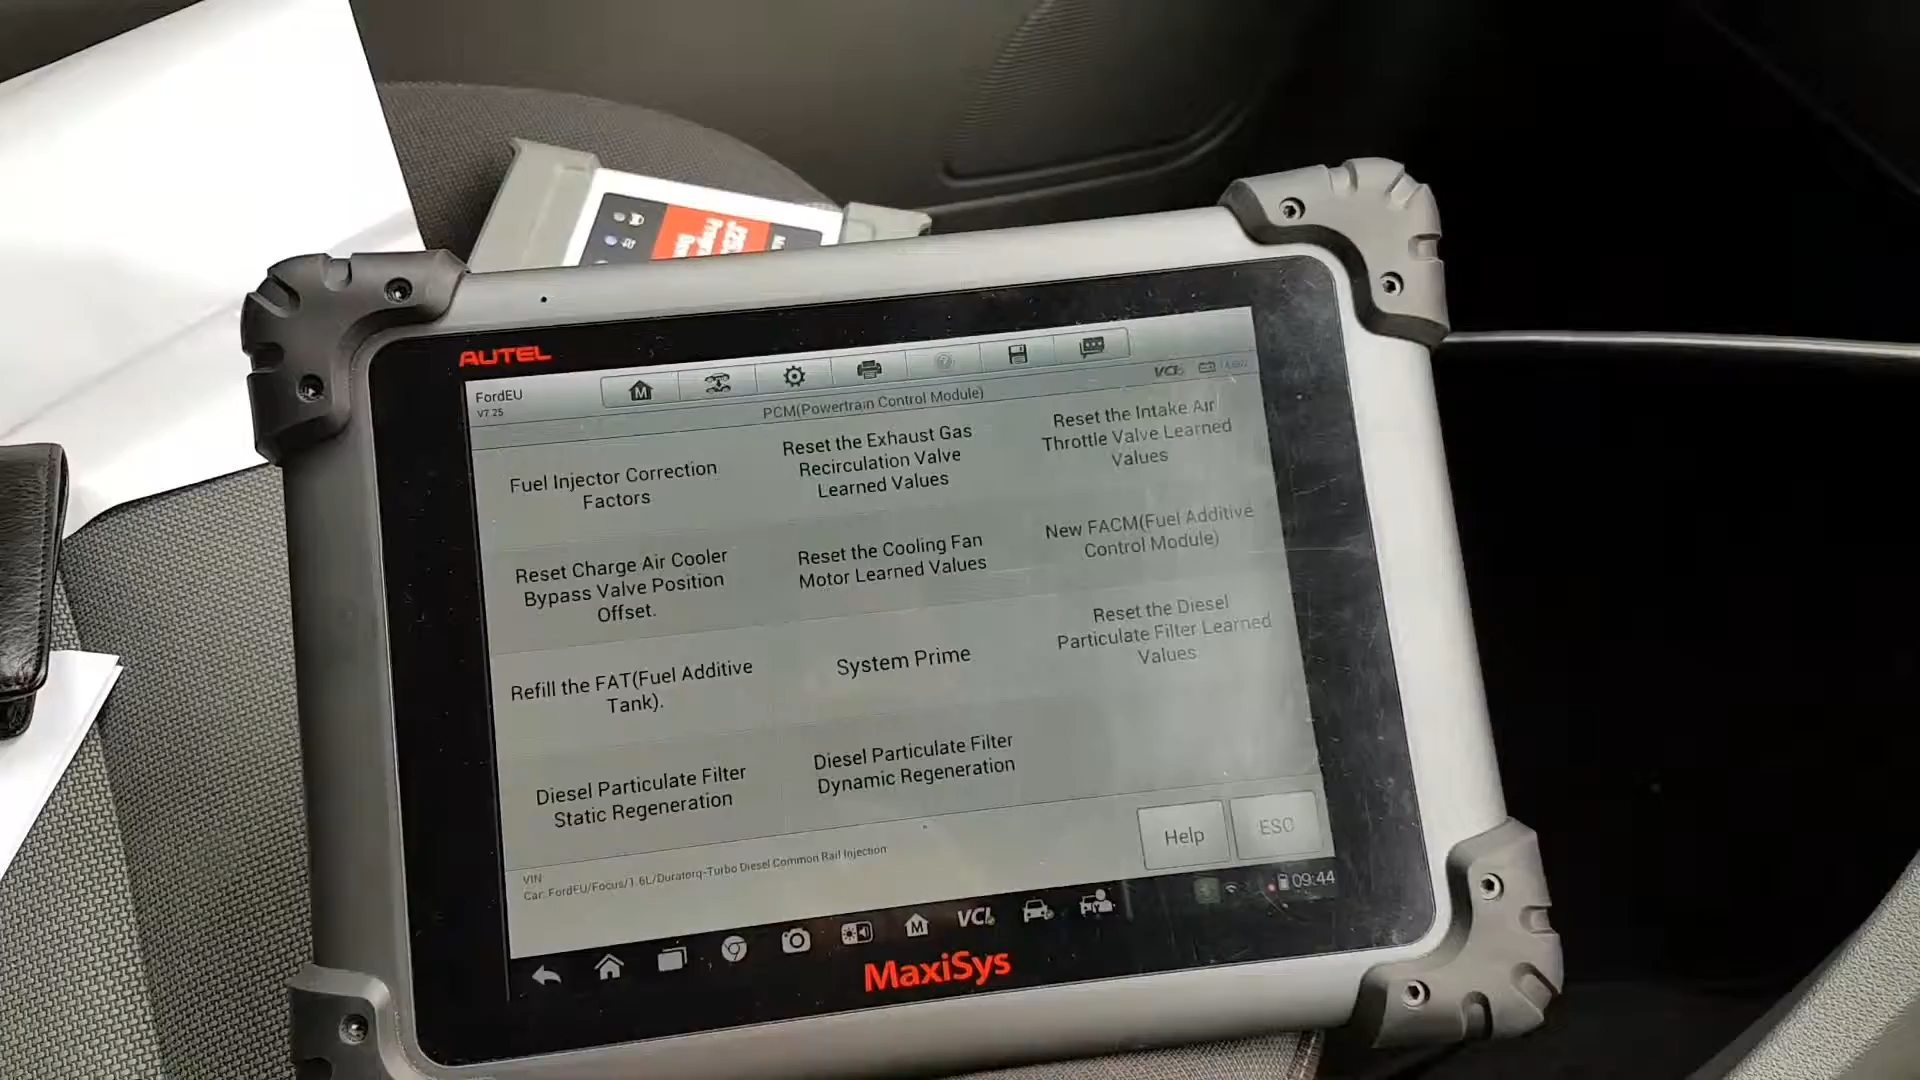 AUTEL
FordEU
V7.25
PCM(Powertrain Control Module)
VCI
Fuel Injector Correction
Factors
Reset the Exhaust Gas
Recirculation Valve
Learned Values
Reset the Intake Air
Throttle Valve Learned
Values
Reset Charge Air Cooler
Bypass Valve Position
Offset.
Reset the Cooling Fan
Motor Learned Values
New FACM(Fuel Additive
Control Module)
Refill the FAT(Fuel Additive
Tank).
System Prime
Reset the Diesel
Particulate Filter Learned
Values
Diesel Particulate Filter
Static Regeneration
Diesel Particulate Filter
Dynamic Regeneration
Help
ESC
VIN
Car: FordEU/Focus/1.6L/Duratorq-Turbo Diesel Common Rail Injection
09:44
VCI
MaxiSys